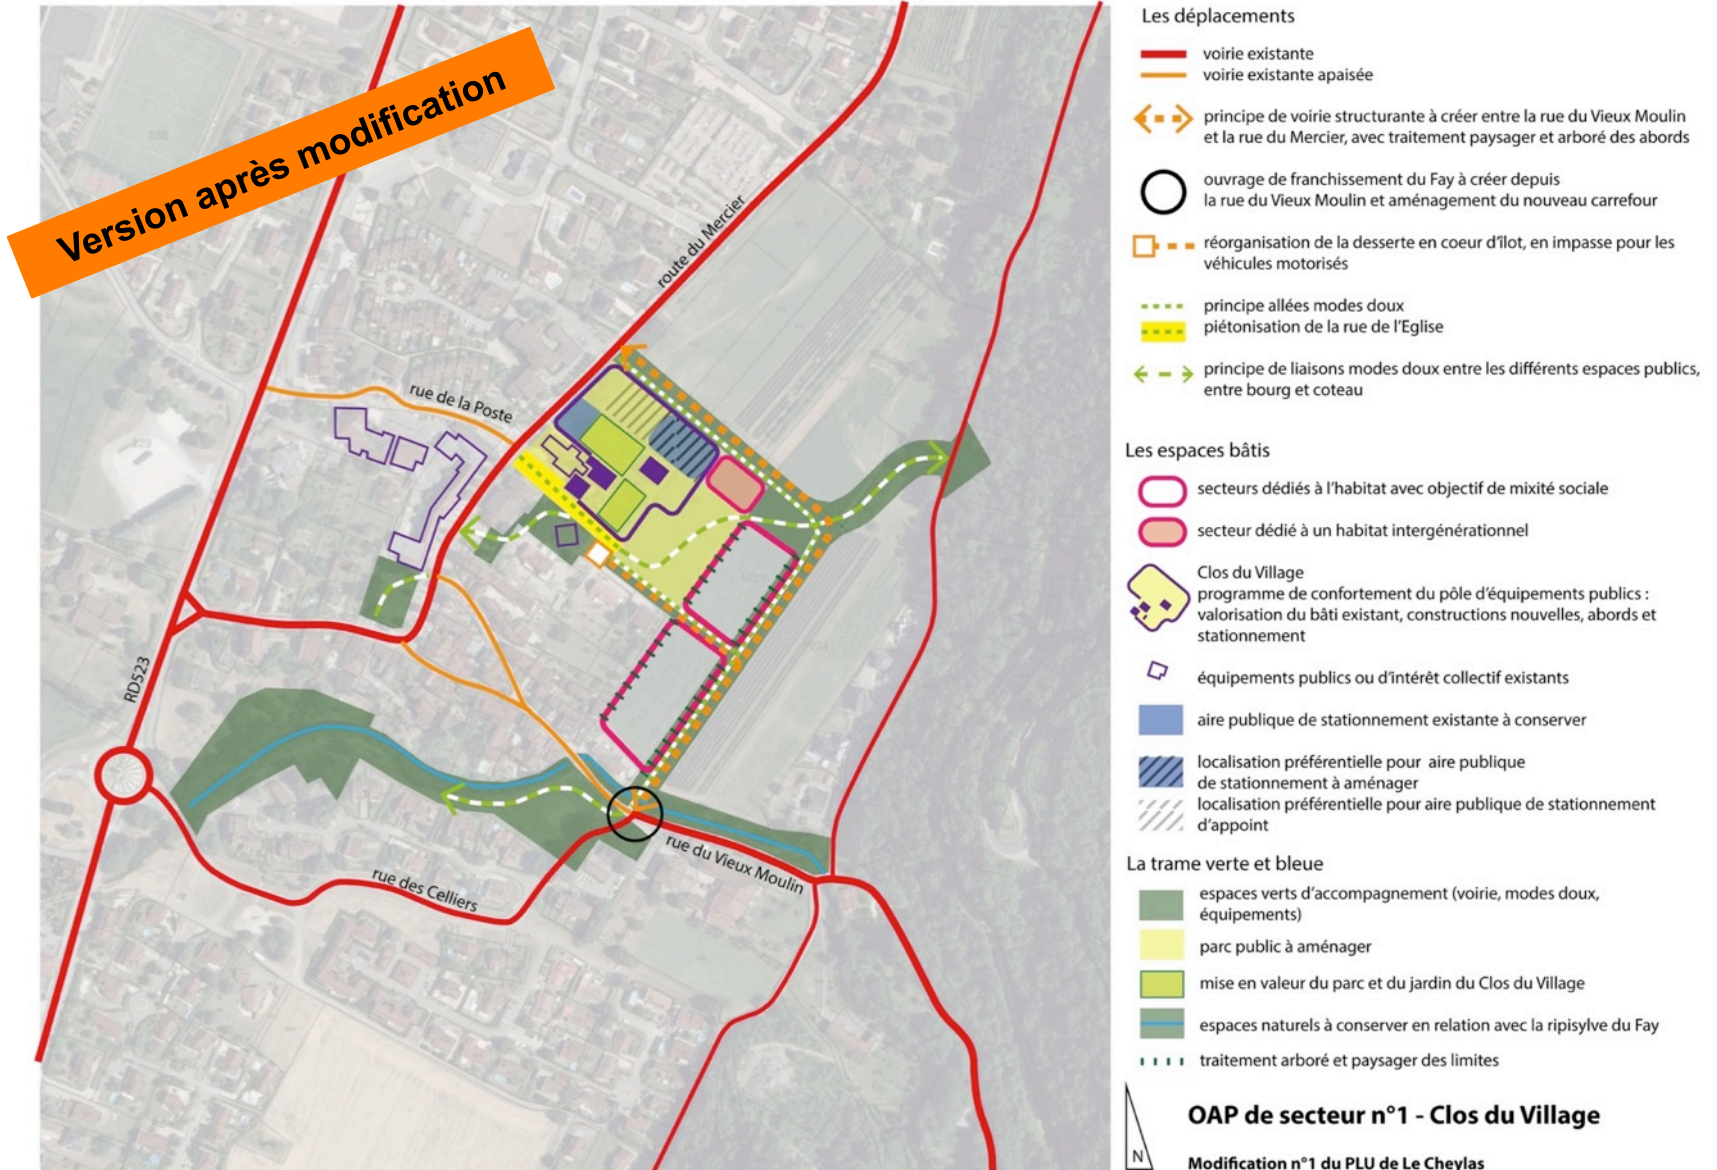 Version après modification
route du Mercier
rue de la Poste
RD523
rue du Vieux Moulin
rue des Celliers
Les déplacements
voirie existante
voirie existante apaisée
principe de voirie structurante à créer entre la rue du Vieux Moulin
et la rue du Mercier, avec traitement paysager et arboré des abords
ouvrage de franchissement du Fay à créer depuis
la rue du Vieux Moulin et aménagement du nouveau carrefour
réorganisation de la desserte en coeur d'îlot, en impasse pour les
véhicules motorisés
principe allées modes doux
piétonisation de la rue de l'Eglise
principe de liaisons modes doux entre les différents espaces publics,
entre bourg et coteau
Les espaces bâtis
secteurs dédiés à l'habitat avec objectif de mixité sociale
secteur dédié à un habitat intergénérationnel
Clos du Village
programme de confortement du pôle d'équipements publics :
valorisation du bâti existant, constructions nouvelles, abords et
stationnement
équipements publics ou d'intérêt collectif existants
aire publique de stationnement existante à conserver
localisation préférentielle pour aire publique
de stationnement à aménager
localisation préférentielle pour aire publique de stationnement
d'appoint
La trame verte et bleue
espaces verts d'accompagnement (voirie, modes doux,
équipements)
parc public à aménager
mise en valeur du parc et du jardin du Clos du Village
espaces naturels à conserver en relation avec la ripisylve du Fay
traitement arboré et paysager des limites
N
OAP de secteur n°1 - Clos du Village
Modification n°1 du PLU de Le Cheylas